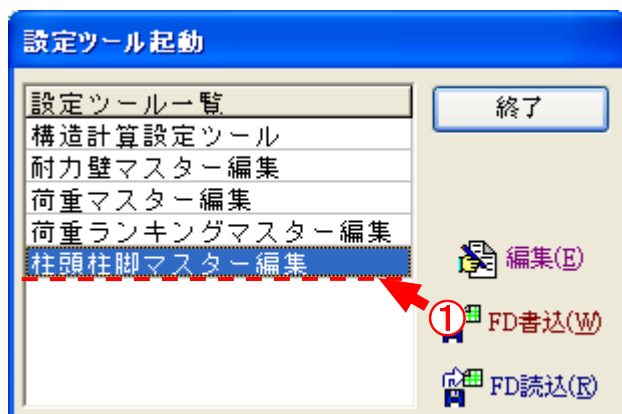 設定ツール起動
設定ツール一覧
終了
構造計算設定ツール
耐力壁マスター編集
荷重マスター編集
荷重ランキングマスター編集
柱頭柱脚マスター編集
編集(E)
①
FD書込(W)
FD読込(R)